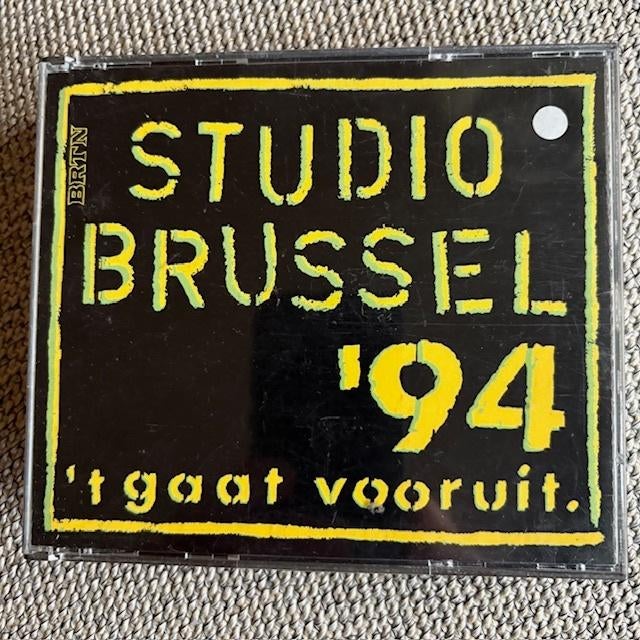 BRTN
STUDIO
BRUSSEL
'94
't gaat vooruit.